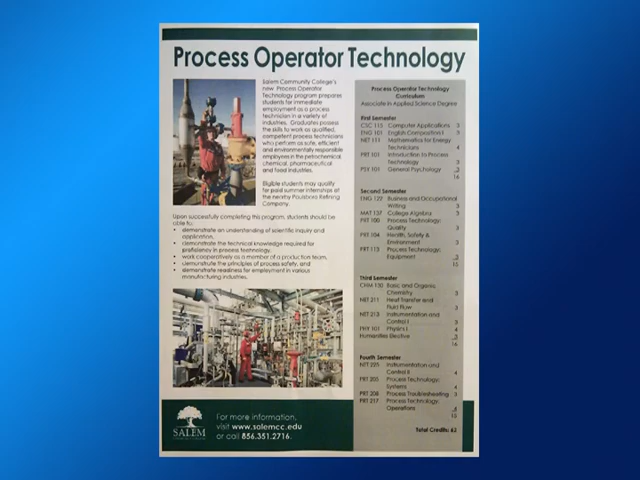 Process Operator Technology
Salem Community College's
new Process Operator
Technology program prepares
students for immediate
employment as a process
technician in a variety of
industries. Graduates possess
the skills to work as qualified,
competent process technicians
who perform as safe, efficient
and environmentally responsible
employees in the petrochemical,
chemical, pharmaceutical
and food industries.
Eligible students may qualify
for paid summer internships at
the nearby Paulsboro Refining
Company.
Upon successfully completing this program, students should be
able to:
• demonstrate an understanding of scientific inquiry and
application,
• demonstrate the technical knowledge required for
proficiency in process technology,
• work cooperatively as a member of a production team,
• demonstrate the principles of process safety, and
• demonstrate readiness for employment in various
manufacturing industries.
SALEM
For more information,
visit www.salemcc.edu
or call 856.351.2716.
Process Operator Technology
Curriculum
Associate in Applied Science Degree
First Semester
CSC 115 Computer Applications 3
ENG 101 English Composition I 3
NET 111 Mathematics for Energy
Technicians 4
PRT 101 Introduction to Process
Technology 3
PSY 101 General Psychology 3
16
Second Semester
ENG 122 Business and Occupational
Writing 3
MAT 137 College Algebra 3
PRT 100 Process Technology:
Quality 3
PRT 104 Health, Safety &
Environment 3
PRT 113 Process Technology:
Equipment 3
15
Third Semester
CHM 130 Basic and Organic
Chemistry 3
NET 211 Heat Transfer and
Fluid Flow 3
NET 213 Instrumentation and
Control I 3
PHY 101 Physics I 4
Humanities Elective 3
16
Fourth Semester
NET 223 Instrumentation and
Control II 4
PRT 205 Process Technology:
Systems 4
PRT 208 Process Troubleshooting 3
PRT 217 Process Technology:
Operations 4
15
Total Credits: 62